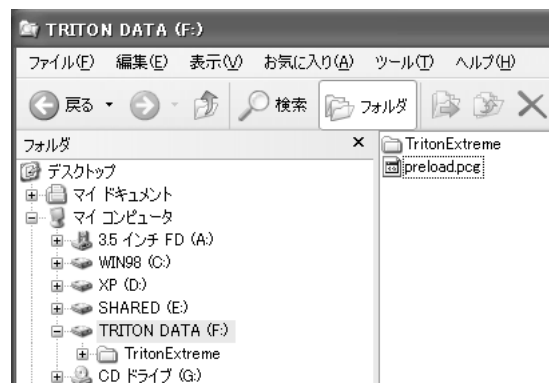 TRITON DATA (F:)
ファイル(F) 編集(E) 表示(V) お気に入り(A) ツール(T) ヘルプ(H)
戻る 検索 フォルダ
フォルダ
デスクトップ
マイ ドキュメント
マイ コンピュータ
3.5 インチ FD (A:)
WIN98 (C:)
XP (D:)
SHARED (E:)
TRITON DATA (F:)
TritonExtreme
CD ドライブ (G:)
TritonExtreme
preload.pcg